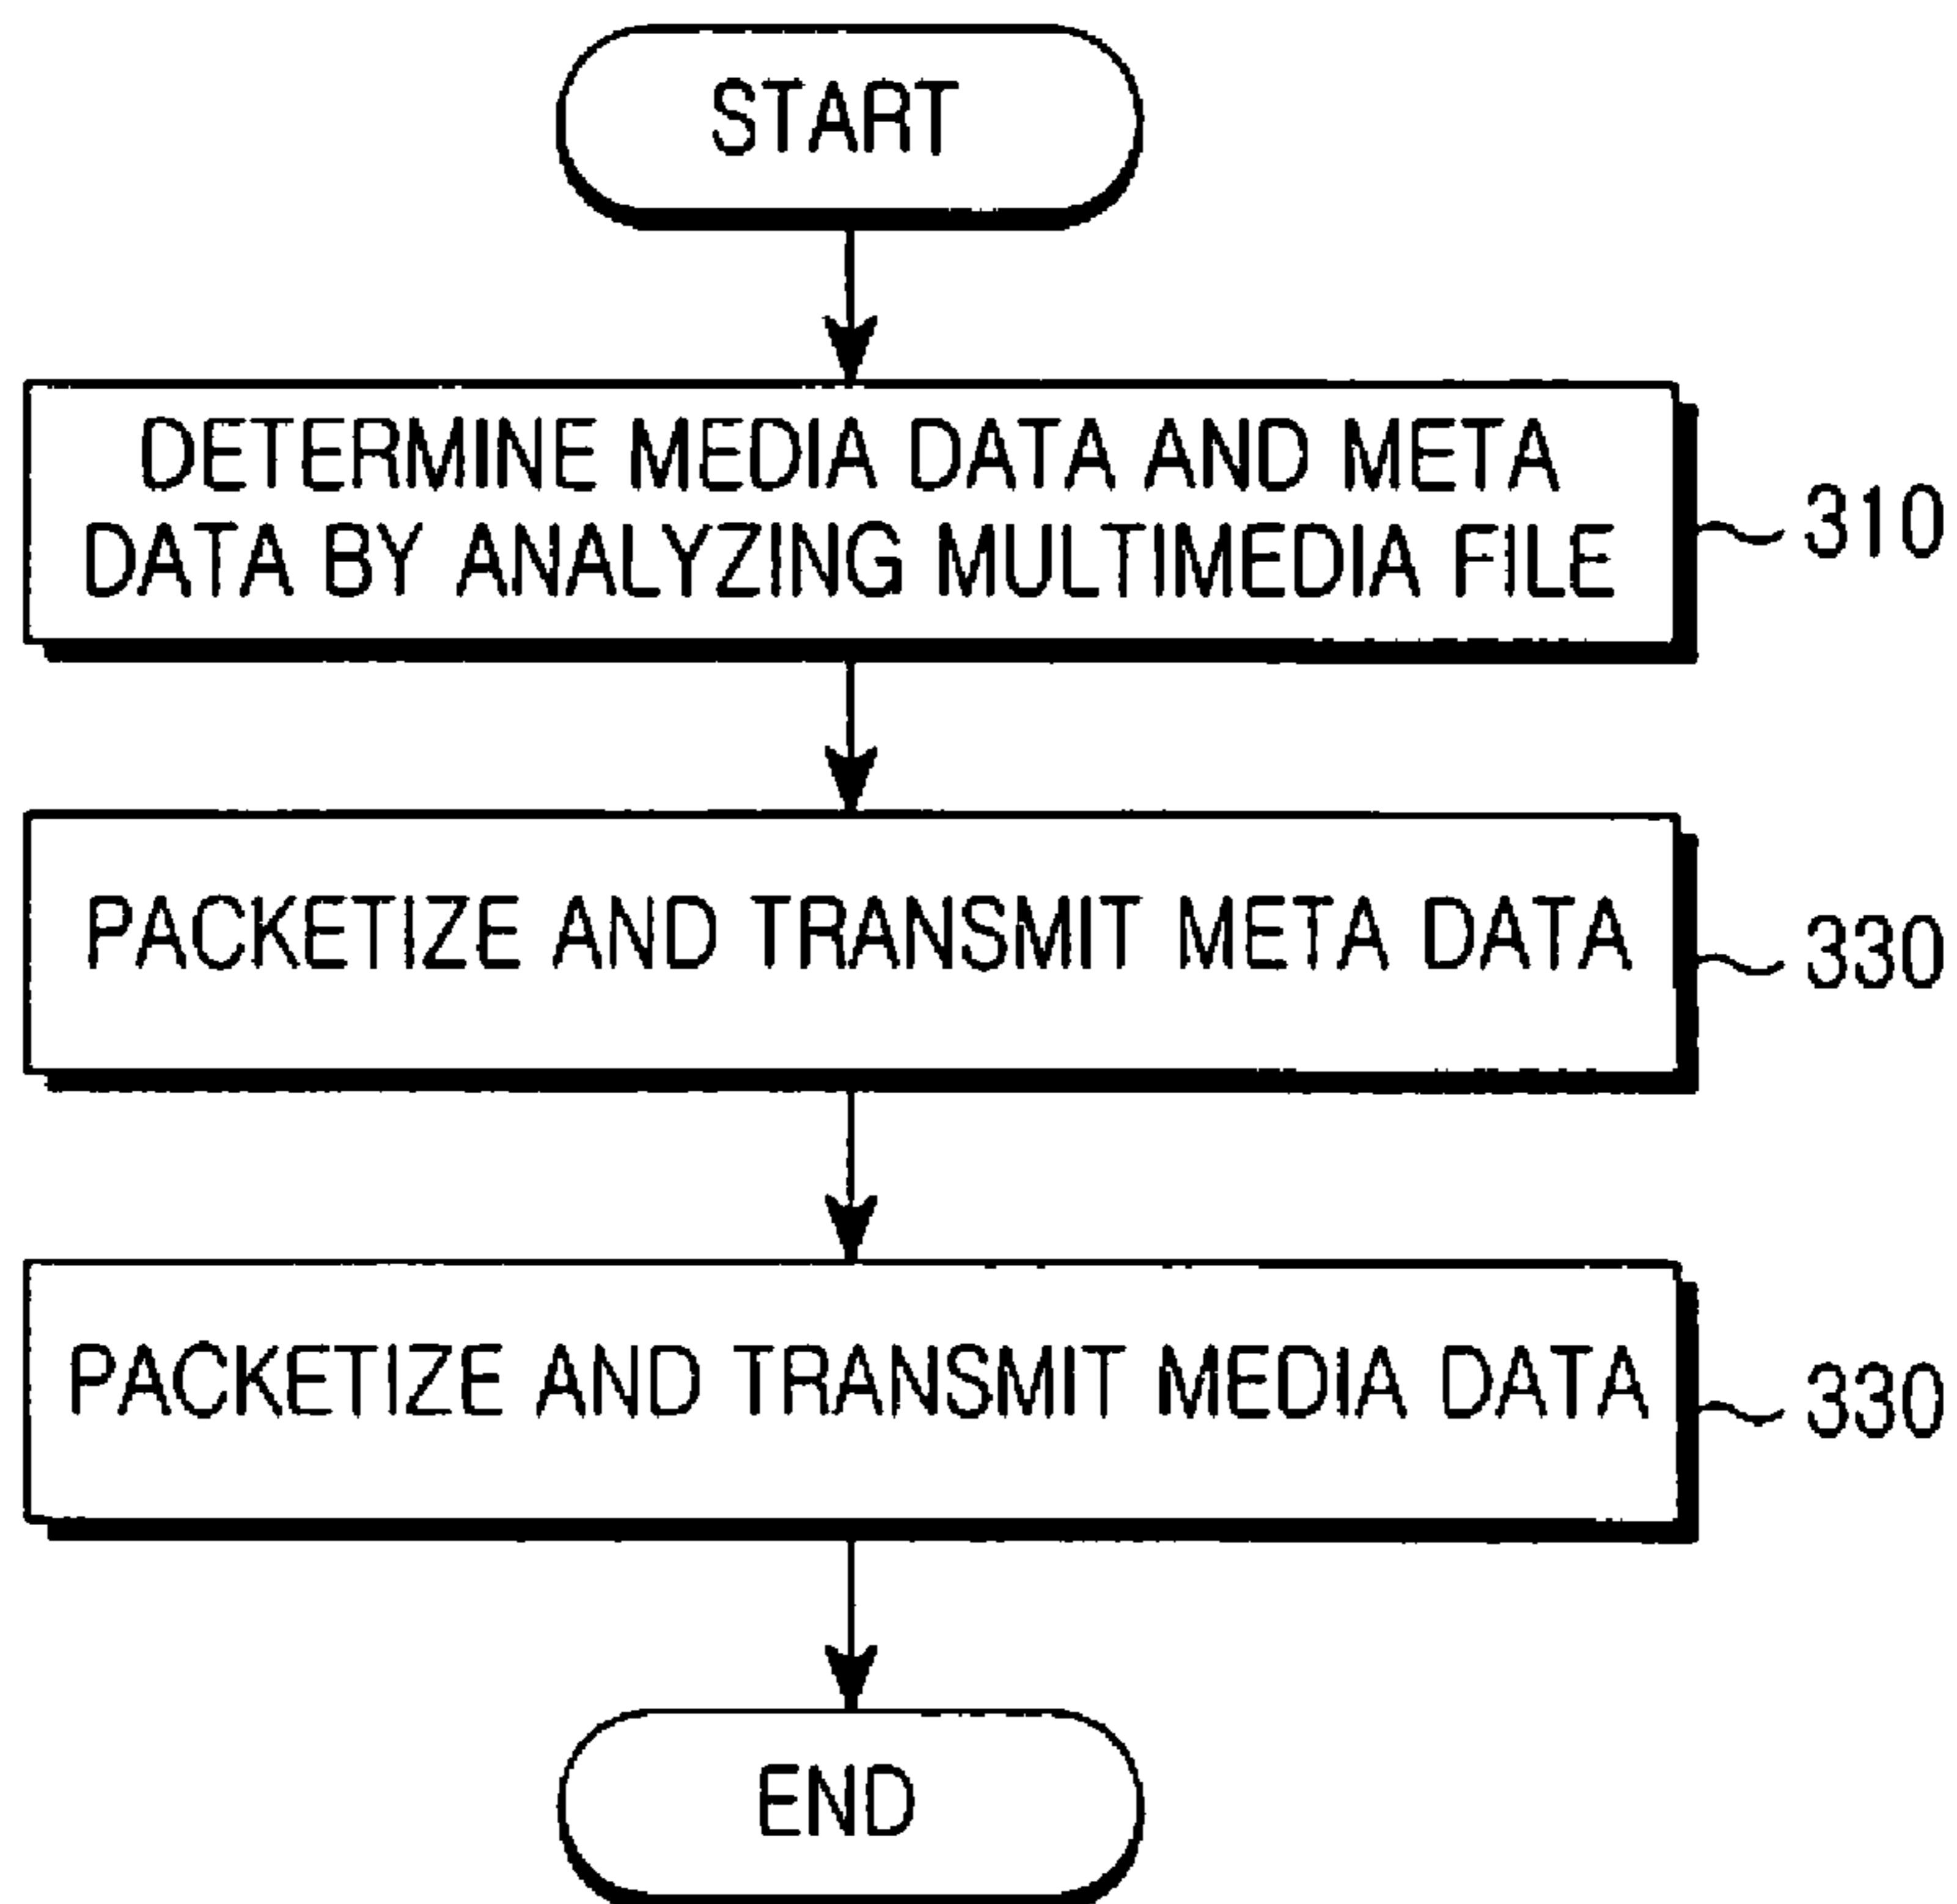 START
DETERMINE MEDIA DATA AND META
DATA BY ANALYZING MULTIMEDIA FILE
310
PACKETIZE AND TRANSMIT META DATA
330
PACKETIZE AND TRANSMIT MEDIA DATA
330
END